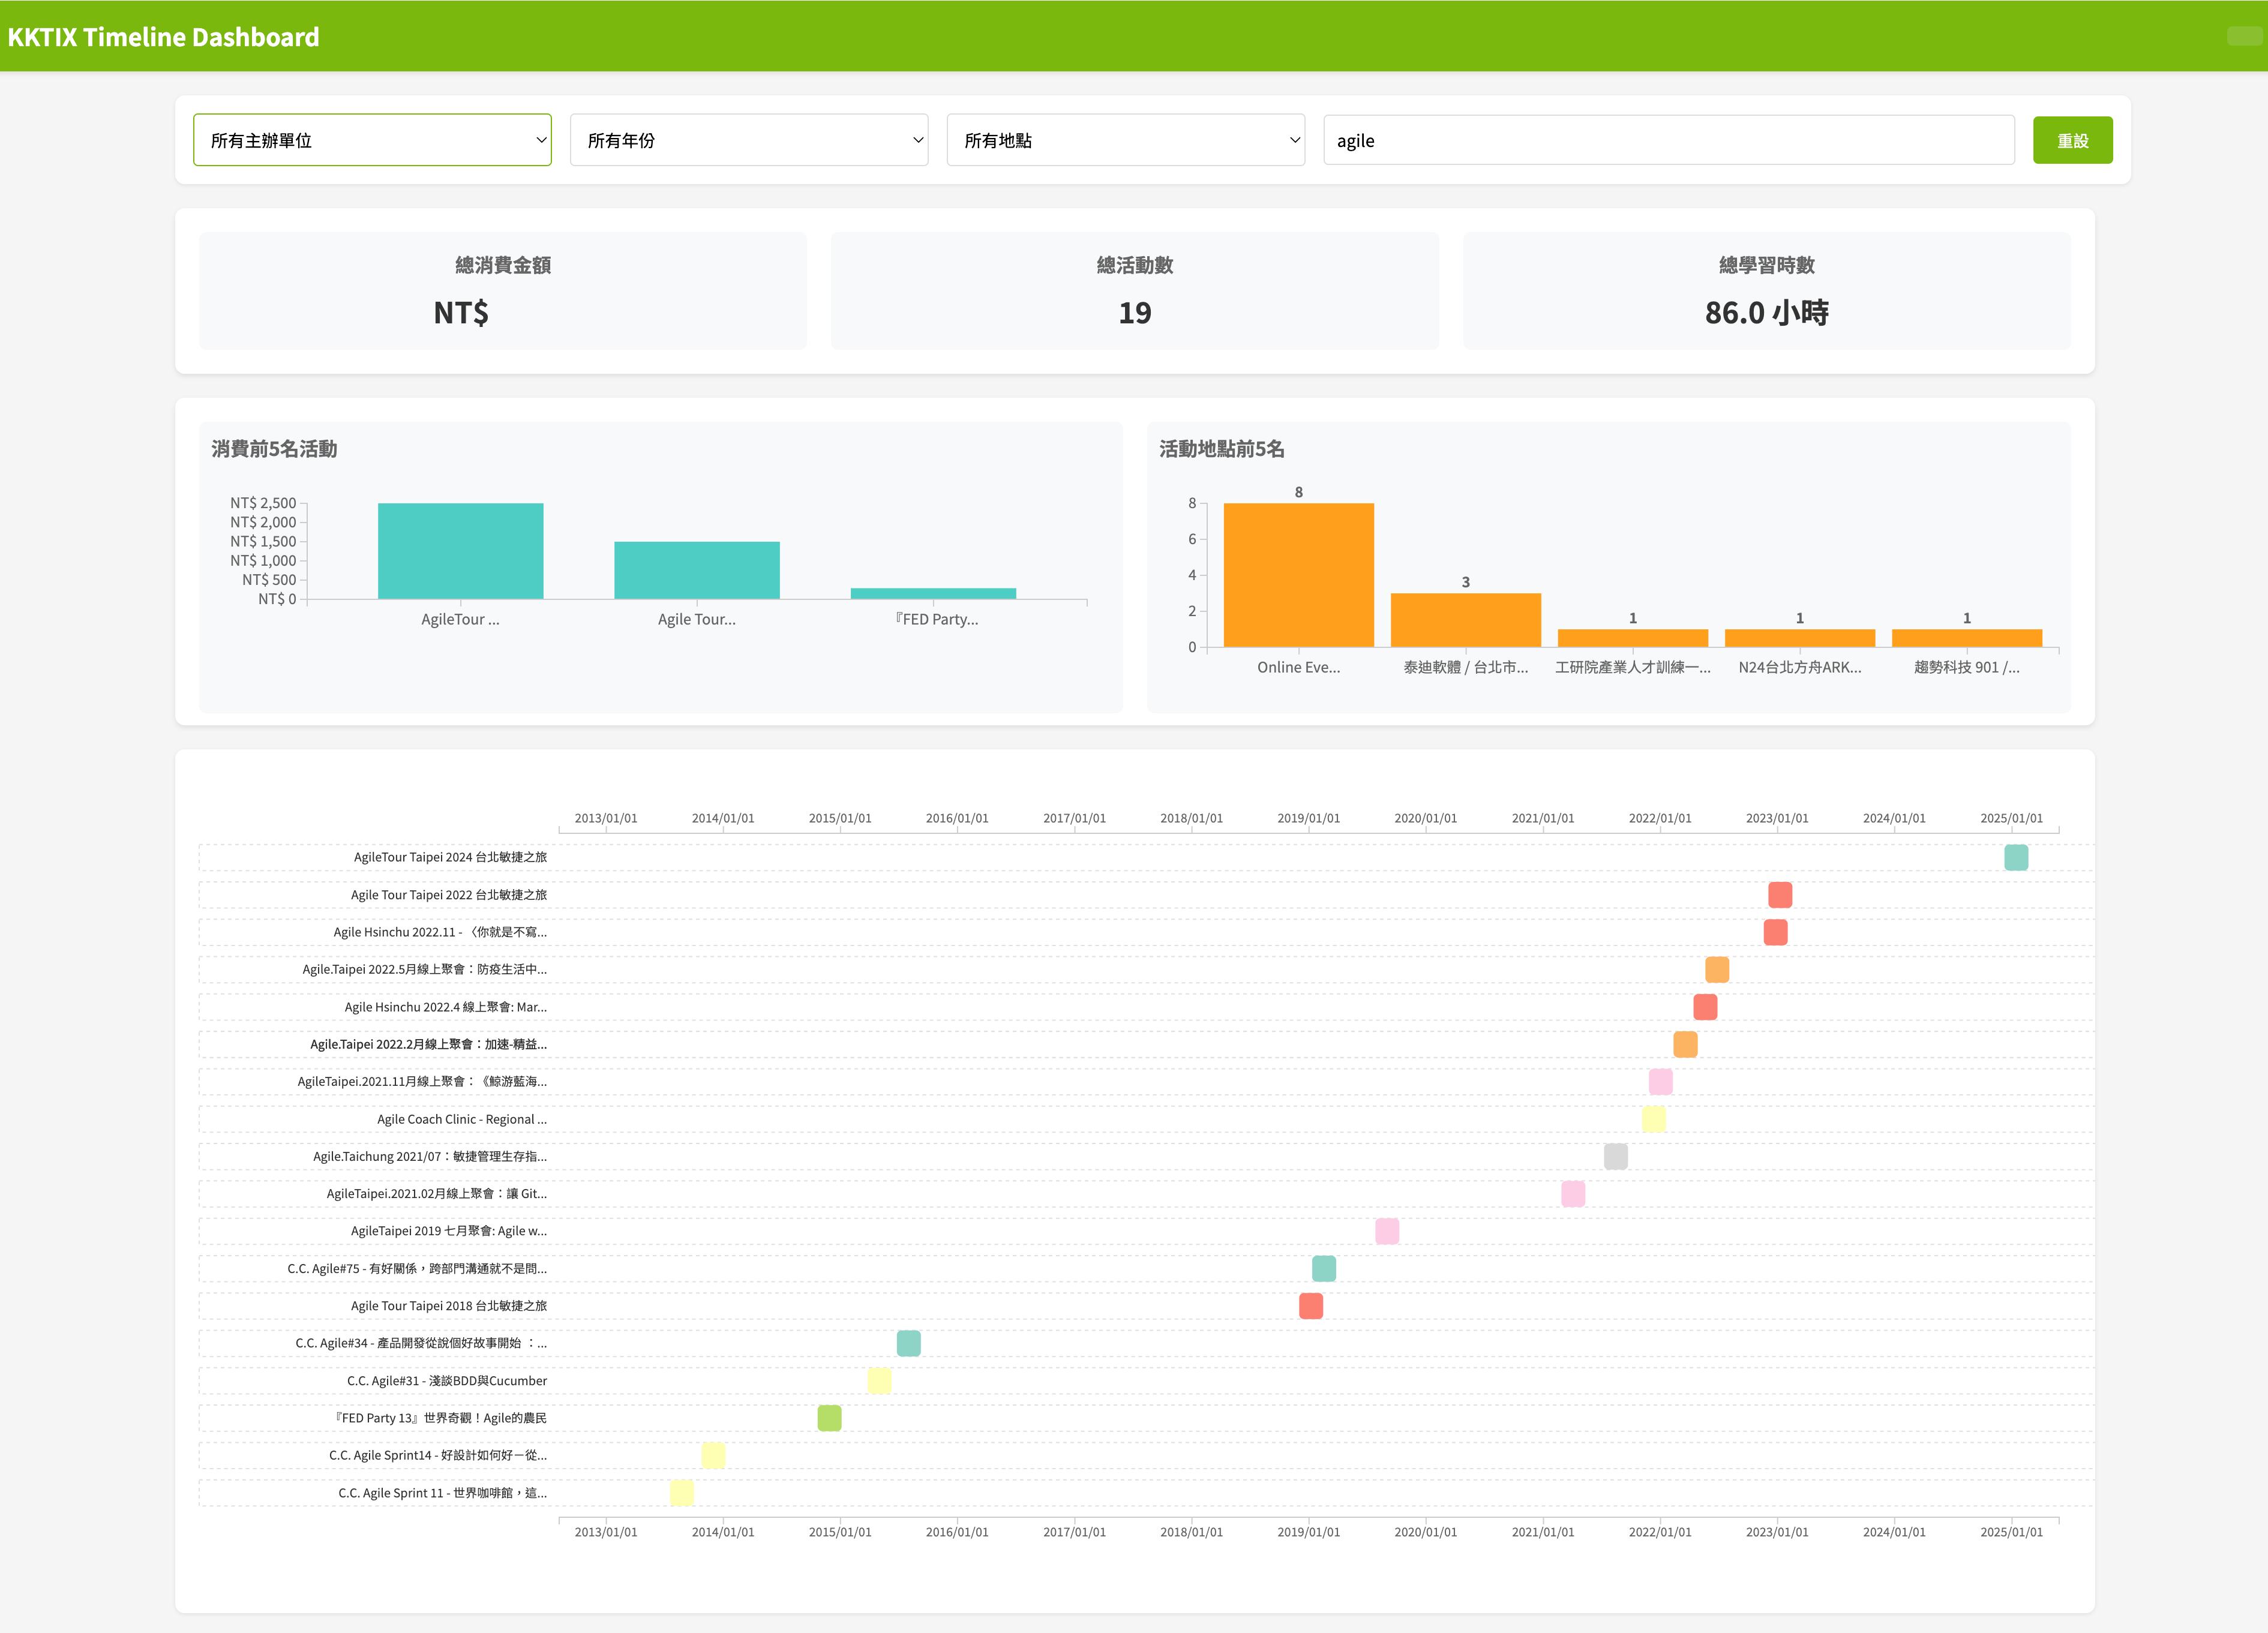 KKTIX Timeline Dashboard
所有主辦單位 所有年份 所有地點 agile 重設
總消費金額 總活動數 總學習時數
NT$ 19 86.0 小時
消費前5名活動
NT$ 2,500
NT$ 2,000
NT$ 1,500
NT$ 1,000
NT$ 500
NT$ 0
AgileTour ... Agile Tour... 『FED Party...
活動地點前5名
8
6
4
2
0
8 3 1 1 1
Online Eve... 泰迪軟體 / 台北市... 工研院產業人才訓練一... N24台北方舟ARK... 趨勢科技 901 /...
2013/01/01 2014/01/01 2015/01/01 2016/01/01 2017/01/01 2018/01/01 2019/01/01 2020/01/01 2021/01/01 2022/01/01 2023/01/01 2024/01/01 2025/01/01
AgileTour Taipei 2024 台北敏捷之旅
Agile Tour Taipei 2022 台北敏捷之旅
Agile Hsinchu 2022.11 - 〈你就是不寫...
Agile.Taipei 2022.5月線上聚會：防疫生活中...
Agile Hsinchu 2022.4 線上聚會: Mar...
Agile.Taipei 2022.2月線上聚會：加速-精益...
AgileTaipei.2021.11月線上聚會：《鯨游藍海...
Agile Coach Clinic - Regional ...
Agile.Taichung 2021/07：敏捷管理生存指...
AgileTaipei.2021.02月線上聚會：讓 Git...
AgileTaipei 2019 七月聚會: Agile w...
C.C. Agile#75 - 有好關係，跨部門溝通就不是問...
Agile Tour Taipei 2018 台北敏捷之旅
C.C. Agile#34 - 產品開發從說個好故事開始 ：...
C.C. Agile#31 - 淺談BDD與Cucumber
『FED Party 13』世界奇觀！Agile的農民
C.C. Agile Sprint14 - 好設計如何好－從...
C.C. Agile Sprint 11 - 世界咖啡館，這...
2013/01/01 2014/01/01 2015/01/01 2016/01/01 2017/01/01 2018/01/01 2019/01/01 2020/01/01 2021/01/01 2022/01/01 2023/01/01 2024/01/01 2025/01/01